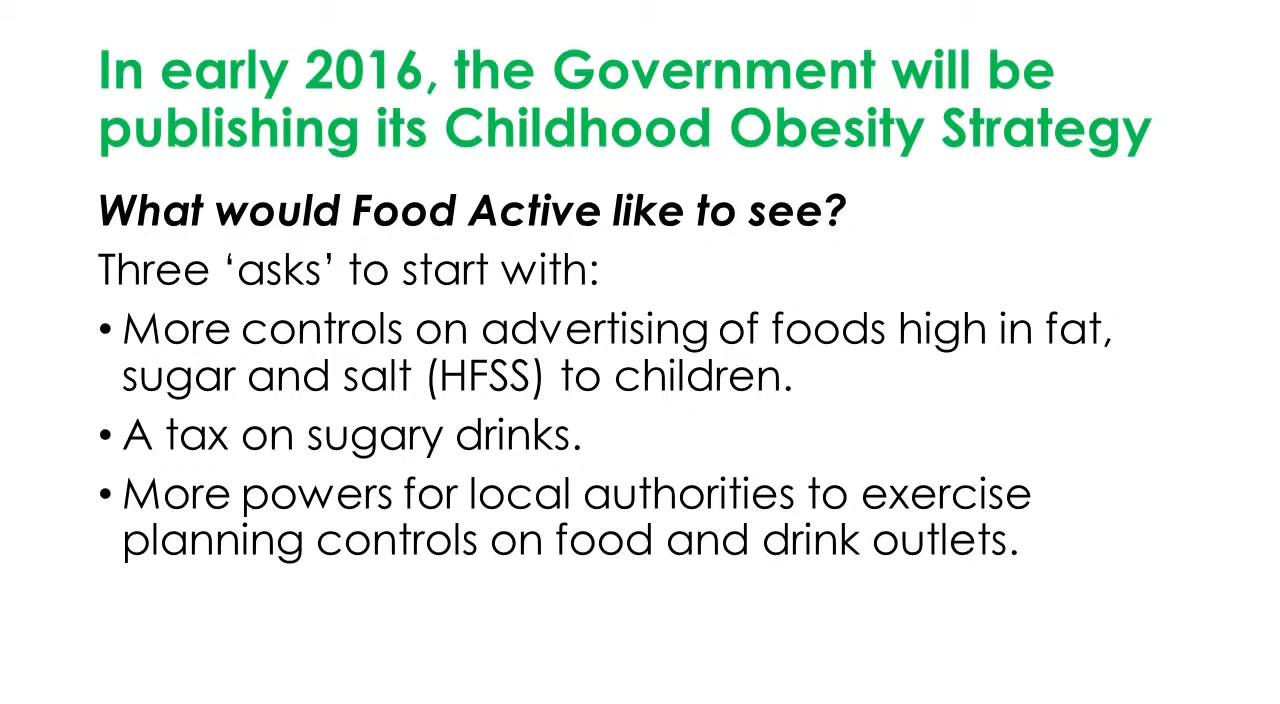 In early 2016, the Government will be
publishing its Childhood Obesity Strategy
What would Food Active like to see?
Three ‘asks’ to start with:
• More controls on advertising of foods high in fat,
sugar and salt (HFSS) to children.
• A tax on sugary drinks.
• More powers for local authorities to exercise
planning controls on food and drink outlets.